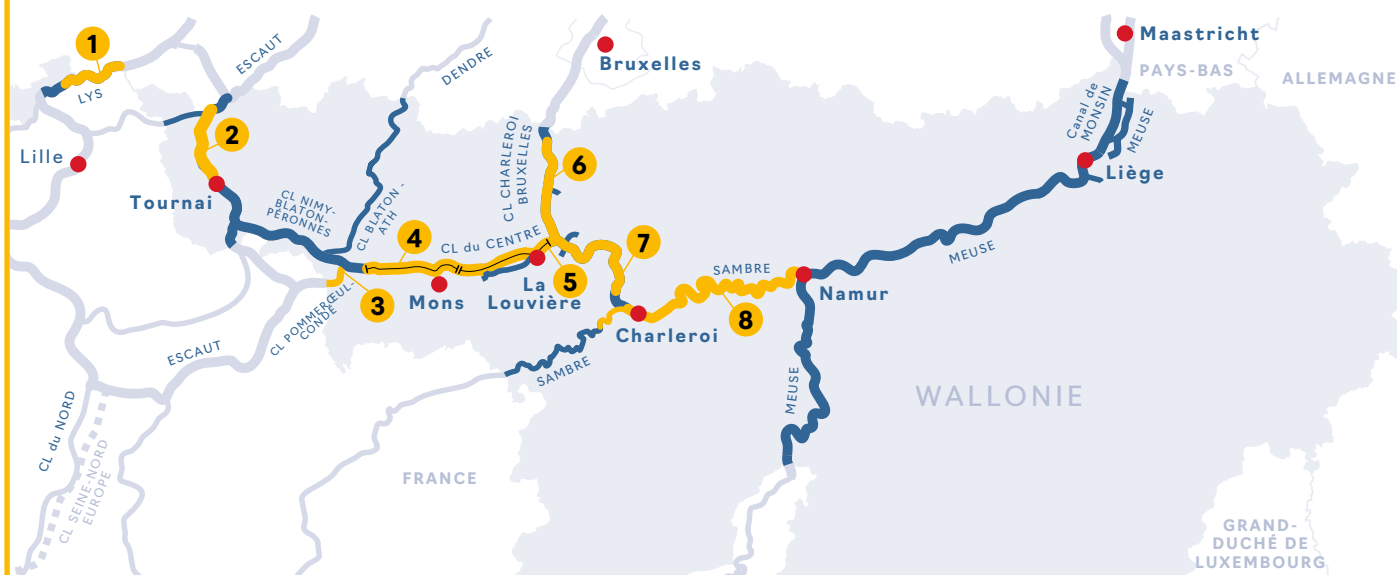 1
LYS
ESCAUT
2
Lille
Tournai
DENDRE
Bruxelles
Maastricht
PAYS-BAS
ALLEMAGNE
Canal de
MONSIN
MEUSE
Liège
CL CHARLEROI
BRUXELLES
6
CL NIMY-
BLATON-
PÉRONNES
CL BLATON -
ATH
4
CL du CENTRE
7
5
La
Louvière
Mons
3
CL POMMERŒUL-
CONDÉ
SAMBRE
8
Namur
MEUSE
Charleroi
ESCAUT
SAMBRE
MEUSE
WALLONIE
CL du NORD
CL SEINE-NORD
EUROPE
FRANCE
GRAND-
DUCHÉ DE
LUXEMBOURG